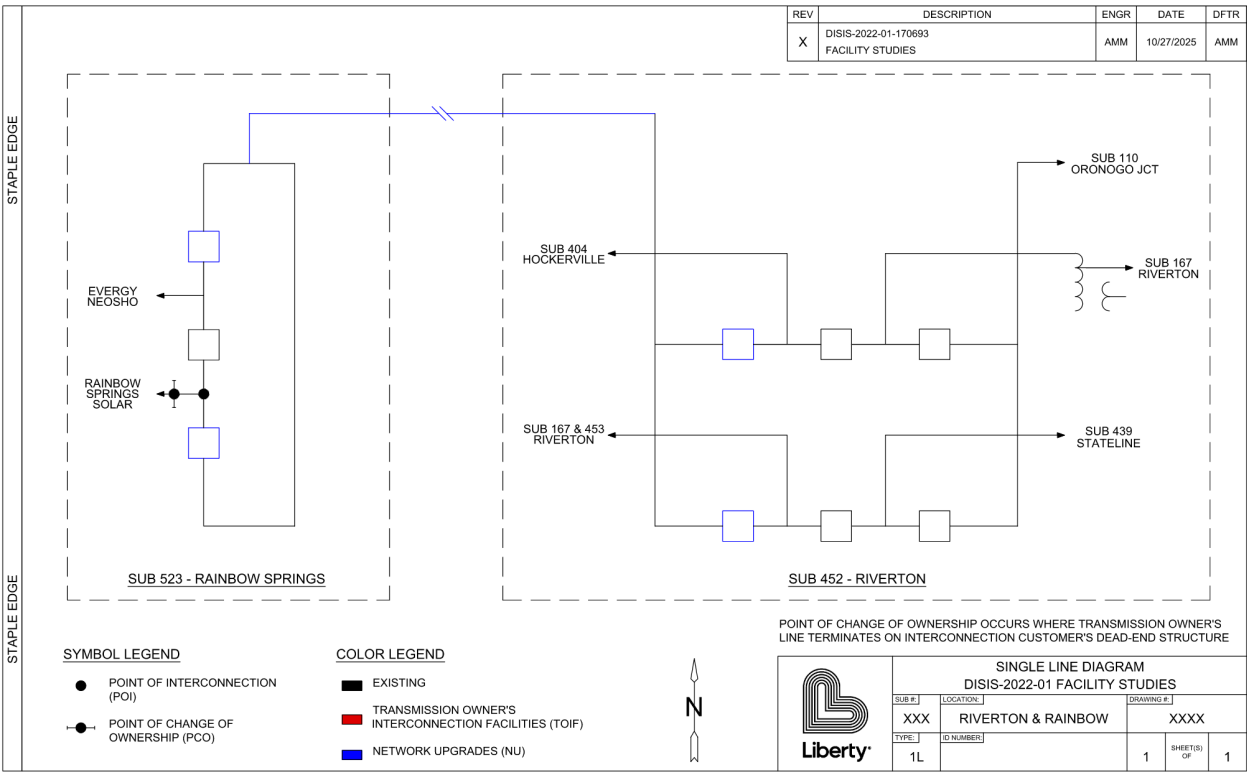 REV DESCRIPTION ENGR DATE DFTR
X DISIS-2022-01-170693 AMM 10/27/2025 AMM
FACILITY STUDIES
STAPLE EDGE
STAPLE EDGE
EVERGY
NEOSHO
RAINBOW
SPRINGS
SOLAR
SUB 523 - RAINBOW SPRINGS
SUB 110
ORONOGO JCT
SUB 404
HOCKERVILLE
SUB 167
RIVERTON
SUB 167 & 453
RIVERTON
SUB 439
STATELINE
SUB 452 - RIVERTON
POINT OF CHANGE OF OWNERSHIP OCCURS WHERE TRANSMISSION OWNER'S
LINE TERMINATES ON INTERCONNECTION CUSTOMER'S DEAD-END STRUCTURE
SYMBOL LEGEND
POINT OF INTERCONNECTION
(POI)
POINT OF CHANGE OF
OWNERSHIP (PCO)
COLOR LEGEND
EXISTING
TRANSMISSION OWNER'S
INTERCONNECTION FACILITIES (TOIF)
NETWORK UPGRADES (NU)
N
Liberty
SINGLE LINE DIAGRAM
DISIS-2022-01 FACILITY STUDIES
SUB #: LOCATION: DRAWING #:
XXX RIVERTON & RAINBOW XXXX
TYPE: ID NUMBER:
1L 1 SHEET(S) 1
OF